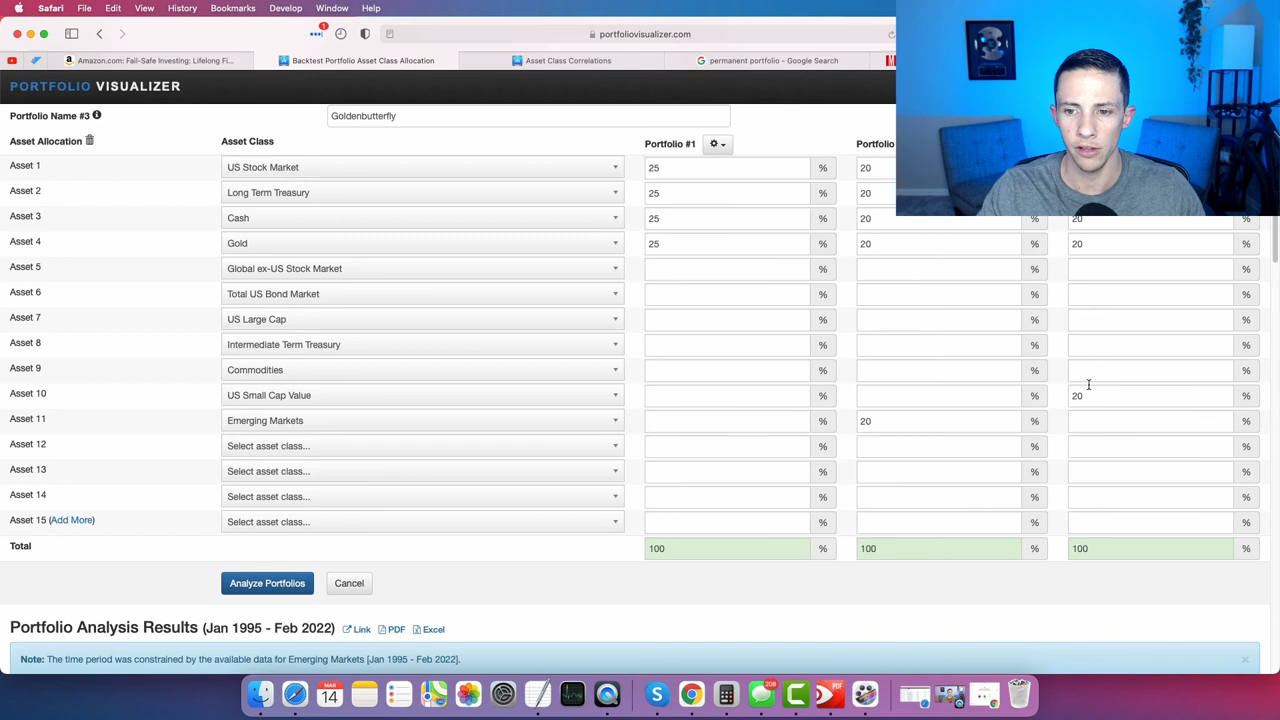 Safari File Edit View History Bookmarks Develop Window Help
1
portfoliovisualizer.com
Amazon.com: Fail-Safe Investing: Lifelong Fi...
Backtest Portfolio Asset Class Allocation
Asset Class Correlations
permanent portfolio - Google Search
PORTFOLIO VISUALIZER
Portfolio Name #3 Goldenbutterfly
Asset Allocation Asset Class Portfolio #1 Portfolio
Asset 1 US Stock Market 25 % 20
Asset 2 Long Term Treasury 25 % 20
Asset 3 Cash 25 % 20 % 20 %
Asset 4 Gold 25 % 20 % 20 %
Asset 5 Global ex-US Stock Market % % %
Asset 6 Total US Bond Market % % %
Asset 7 US Large Cap % % %
Asset 8 Intermediate Term Treasury % % %
Asset 9 Commodities % % %
Asset 10 US Small Cap Value % % 20 %
Asset 11 Emerging Markets % 20 % %
Asset 12 Select asset class... % % %
Asset 13 Select asset class... % % %
Asset 14 Select asset class... % % %
Asset 15 (Add More) Select asset class... % % %
Total 100 % 100 % 100 %
Analyze Portfolios Cancel
Portfolio Analysis Results (Jan 1995 - Feb 2022) Link PDF Excel
Note: The time period was constrained by the available data for Emerging Markets [Jan 1995 - Feb 2022]. ×
MAR
14
208
PDF